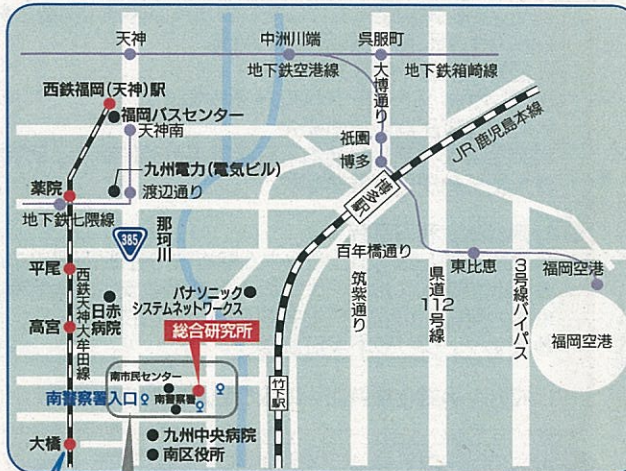 天神
中洲川端
呉服町
地下鉄空港線
大博通り
地下鉄箱崎線
西鉄福岡(天神)駅
福岡バスセンター
天神南
祇園
博多
JR 鹿児島本線
九州電力(電気ビル)
薬院
渡辺通り
博多駅
地下鉄七隈線
385
那珂川
百年橋通り
東比恵
福岡空港
平尾
西鉄天神大牟田線
日赤
病院
パナソニック
システムネットワークス
筑紫通り
県道112号線
3号線バイパス
福岡空港
高宮
総合研究所
南市民センター
南警察署入口
南警察署
竹下駅
大橋
九州中央病院
南区役所